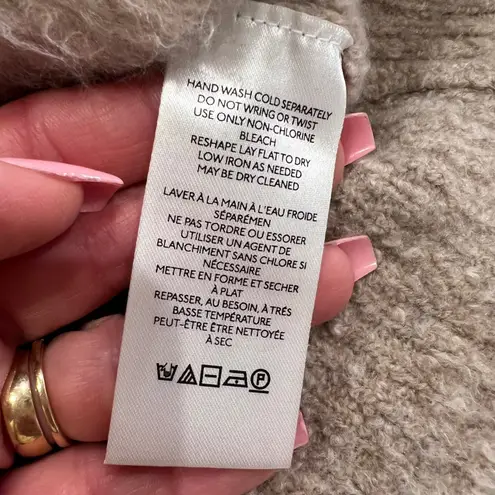 HAND WASH COLD SEPARATELY
DO NOT WRING OR TWIST
USE ONLY NON-CHLORINE
BLEACH
RESHAPE LAY FLAT TO DRY
LOW IRON AS NEEDED
MAY BE DRY CLEANED
LAVER À LA MAIN À L'EAU FROIDE
SÉPARÉMEN
NE PAS TORDRE OU ESSORER
UTILISER UN AGENT DE
BLANCHIMENT SANS CHLORE SI
NÉCESSAIRE
METTRE EN FORME ET SECHER
À PLAT
REPASSER, AU BESOIN, À TRÉS
BASSE TEMPÉRATURE
PEUT-ÊTRE ÊTRE NETTOYÉE
À SEC
P